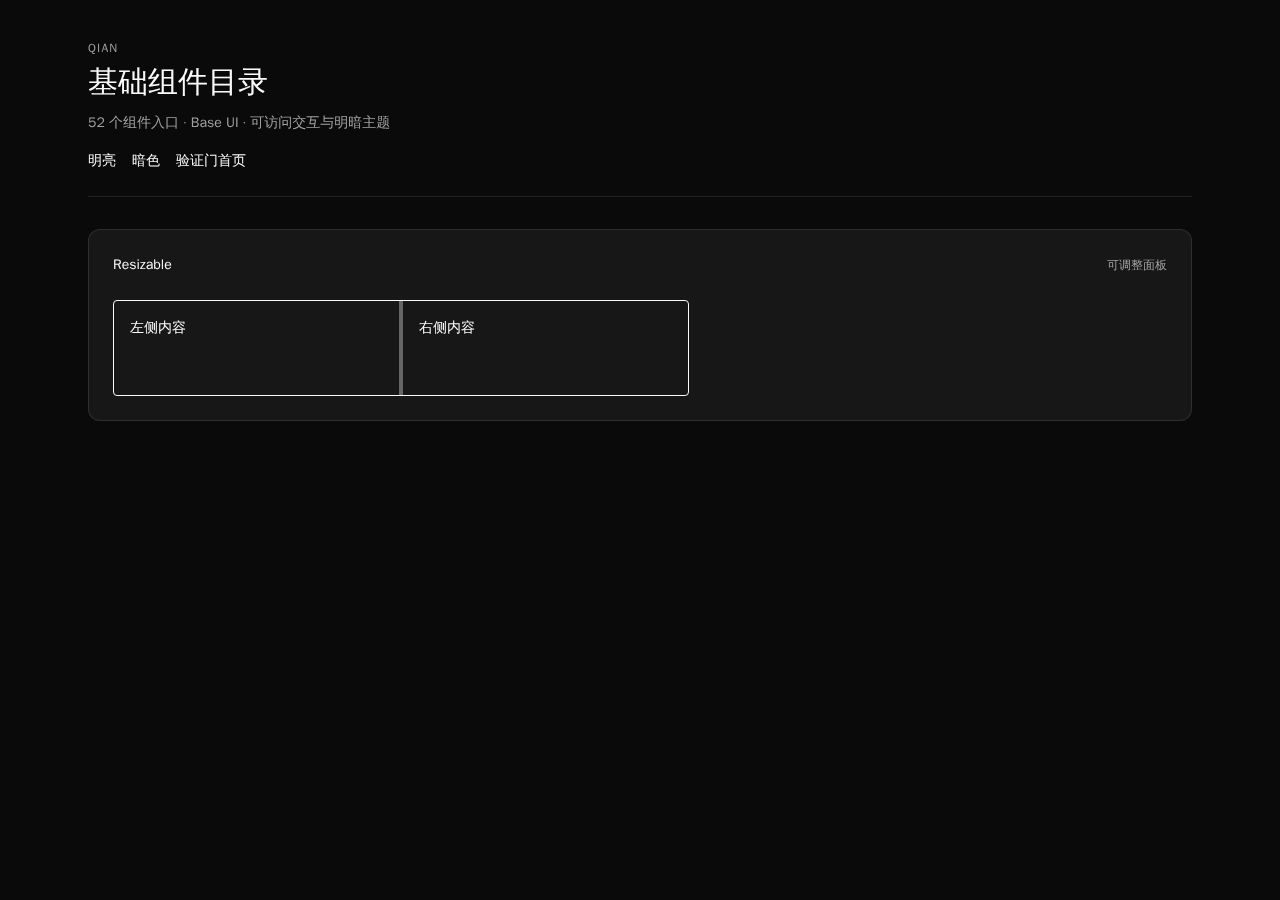 QIAN
基础组件目录
52 个组件入口 · Base UI · 可访问交互与明暗主题
明亮 暗色 验证门首页
Resizable 可调整面板
左侧内容 右侧内容